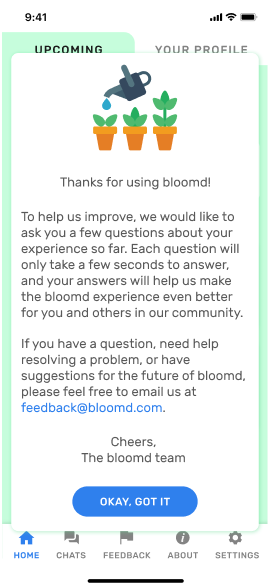 9:41
UPCOMING YOUR PROFILE
Thanks for using bloomd!
To help us improve, we would like to
ask you a few questions about your
experience so far. Each question will
only take a few seconds to answer,
and your answers will help us make
the bloomd experience even better
for you and others in our community.
If you have a question, need help
resolving a problem, or have
suggestions for the future of bloomd,
please feel free to email us at
feedback@bloomd.com.
Cheers,
The bloomd team
OKAY, GOT IT
HOME CHATS FEEDBACK ABOUT SETTINGS